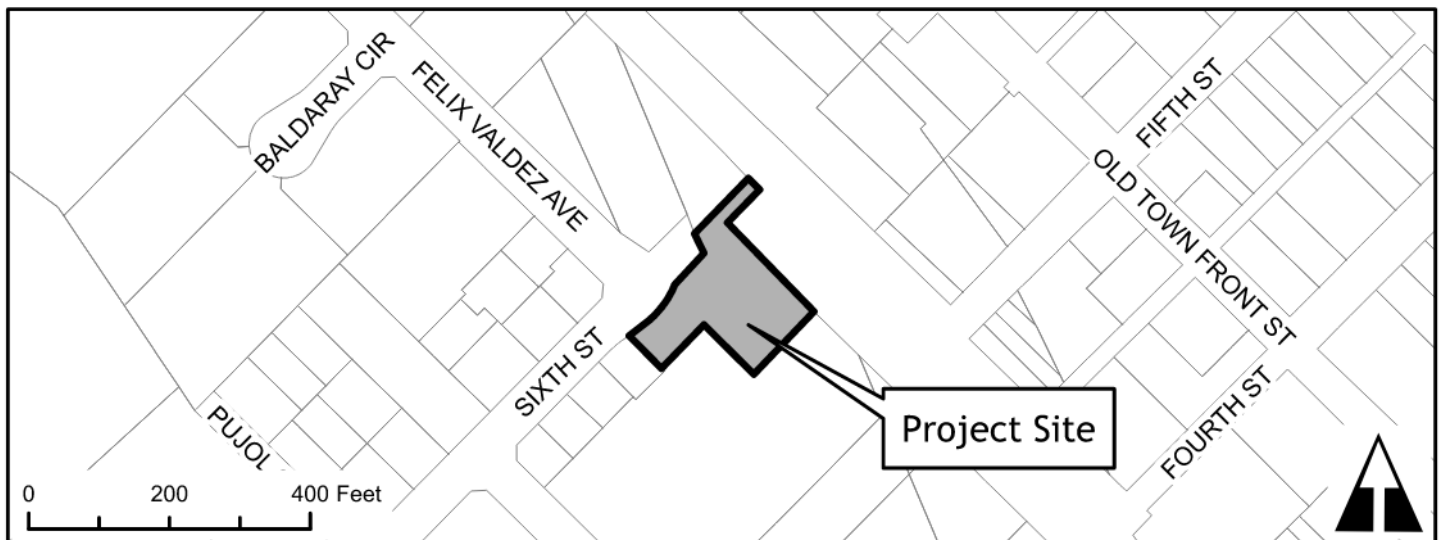 BALDARAY CIR
FELIX VALDEZ AVE
FIFTH ST
OLD TOWN FRONT ST
SIXTH ST
PUJOL
Project Site
FOURTH ST
0 200 400 Feet